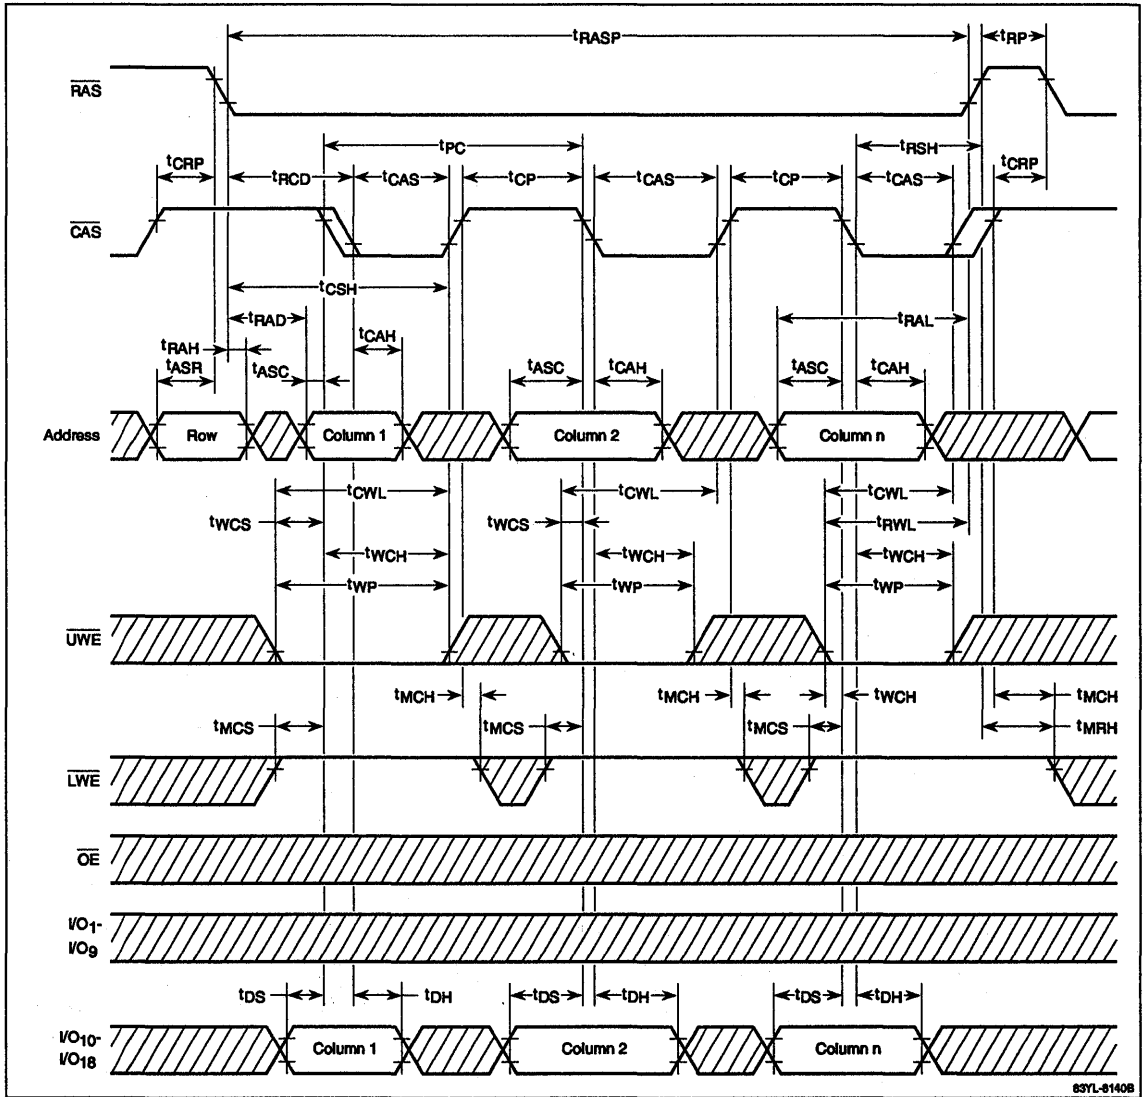 tRASP tRP
RAS
tPC tRSH
tCRP tRCD tCAS tCP tCAS tCP tCAS tCRP
CAS
tCSH
tRAD tRAL
tRAH tCAH
tASR tASC tASC tCAH tASC tCAH
Address Row Column 1 Column 2 Column n
tCWL tCWL tCWL
tWCS tWCS tRWL
tWCH tWCH tWCH
tWP tWP tWP
UWE
tMCH tMCH tWCH tMCH
tMCS tMCS tMCS tMRH
LWE
OE
I/O1-
I/O9
tDS tDH tDS tDH tDS tDH
I/O10-
I/O18
Column 1 Column 2 Column n
83YL-8140B